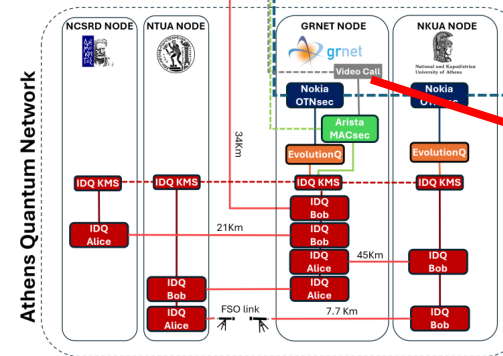 Athens Quantum Network
NCSRD NODE
NTUA NODE
GRNET NODE
NKUA NODE
grnet
National and Kapodistrian
University of Athens
Video Call
Nokia
OTNsec
Nokia
OTNsec
Arista
MACsec
EvolutionQ
EvolutionQ
34Km
IDQ KMS
IDQ KMS
IDQ KMS
IDQ KMS
IDQ
Bob
IDQ
Alice
21Km
IDQ
Bob
IDQ
Alice
45Km
IDQ
Bob
IDQ
Bob
IDQ
Alice
IDQ
Alice
FSO link
7.7 Km
IDQ
Bob